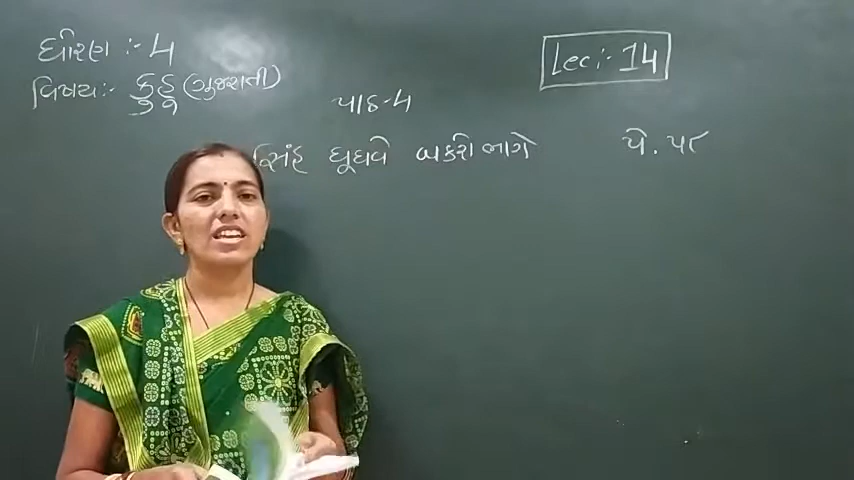 ધોરણ :- 4
Lec :- 14
વિષય :- કુહૂ (ગુજરાતી)
પાઠ-4
સિંહ ઘૂઘવે બકરી ભાગે પે. ૫૮